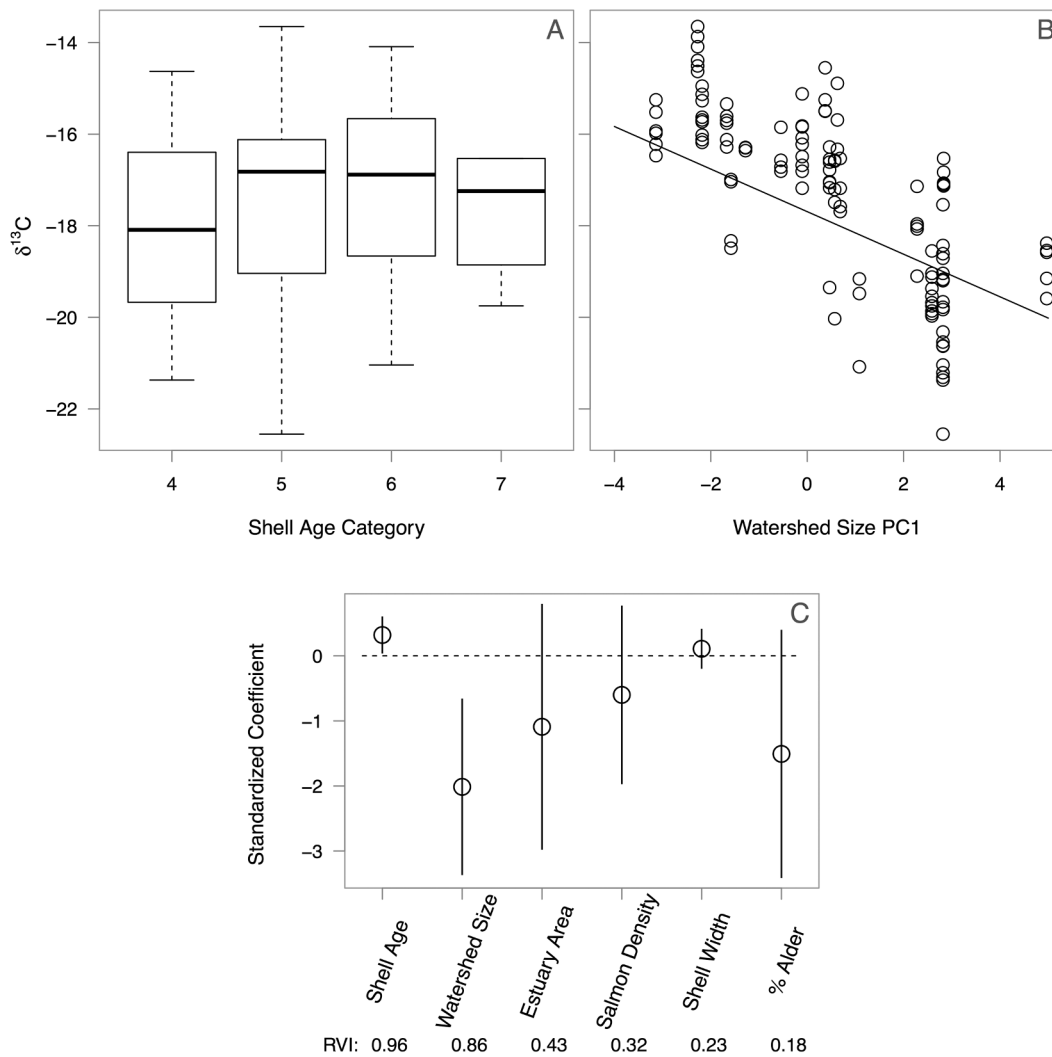 A
B
δ13C
−14
−16
−18
−20
−22
4 5 6 7
−4 −2 0 2 4
Shell Age Category
Watershed Size PC1
C
Standardized Coefficient
0
−1
−2
−3
Shell Age
Watershed Size
Estuary Area
Salmon Density
Shell Width
% Alder
RVI: 0.96 0.86 0.43 0.32 0.23 0.18